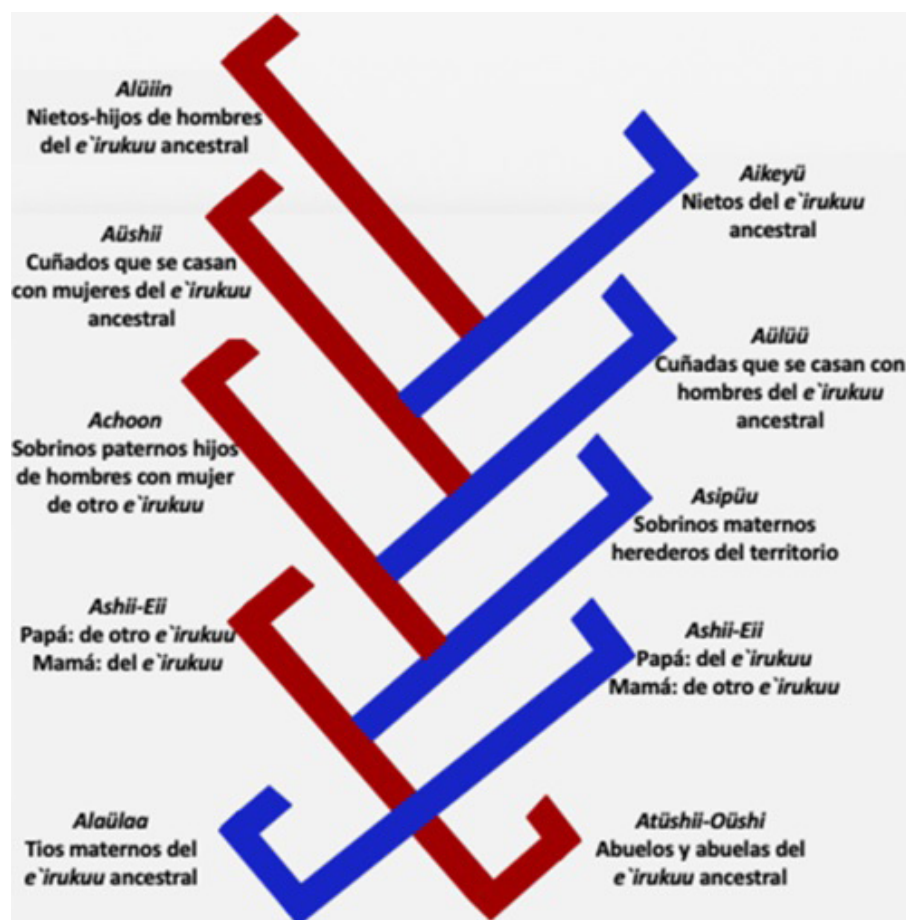 Alüiin
Nietos-hijos de hombres
del e`irukuu ancestral
Aikeyü
Nietos del e`irukuu
ancestral
Aüshii
Cuñados que se casan
con mujeres del e`irukuu
ancestral
Aülüü
Cuñadas que se casan con
hombres del e`irukuu
ancestral
Achoon
Sobrinos paternos hijos
de hombres con mujer
de otro e`irukuu
Asipüu
Sobrinos maternos
herederos del territorio
Ashii-Eii
Papá: de otro e`irukuu
Mamá: del e`irukuu
Ashii-Eii
Papá: del e`irukuu
Mamá: de otro e`irukuu
Alaülaa
Tios maternos del
e`irukuu ancestral
Atüshii-Oüshi
Abuelos y abuelas del
e`irukuu ancestral